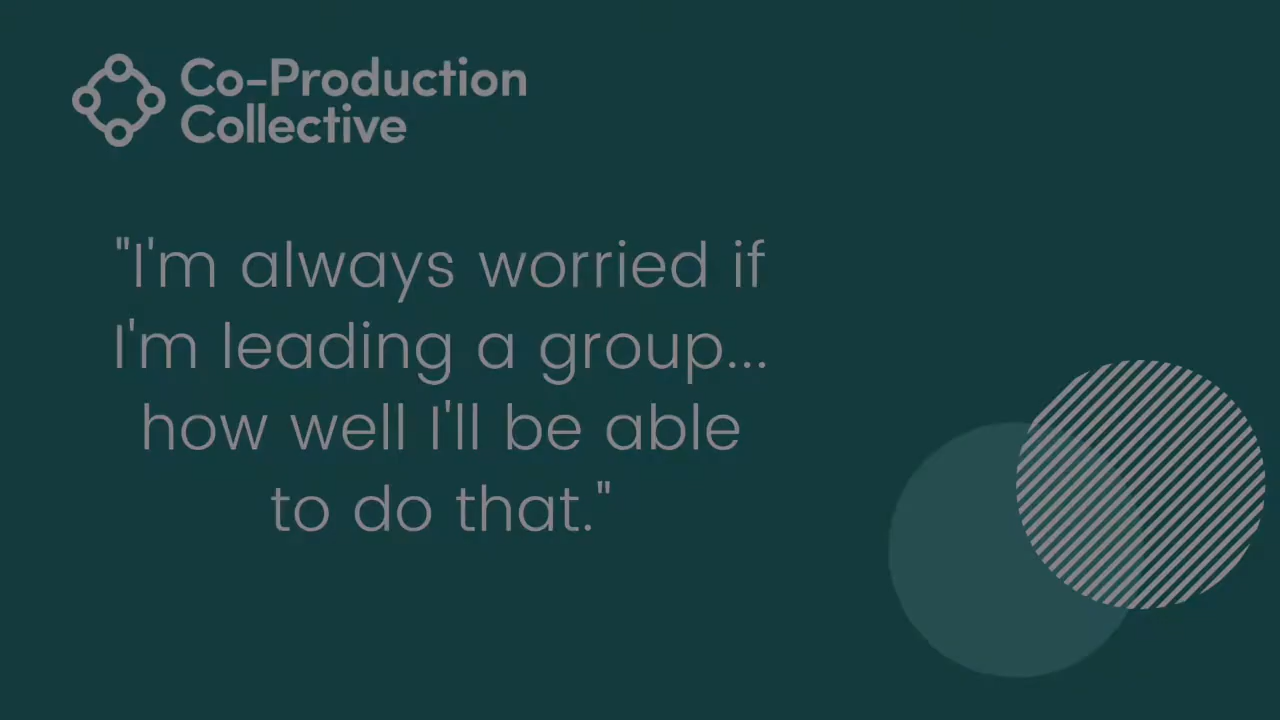 Co-Production
Collective
"I'm always worried if
I'm leading a group...
how well I'll be able
to do that."